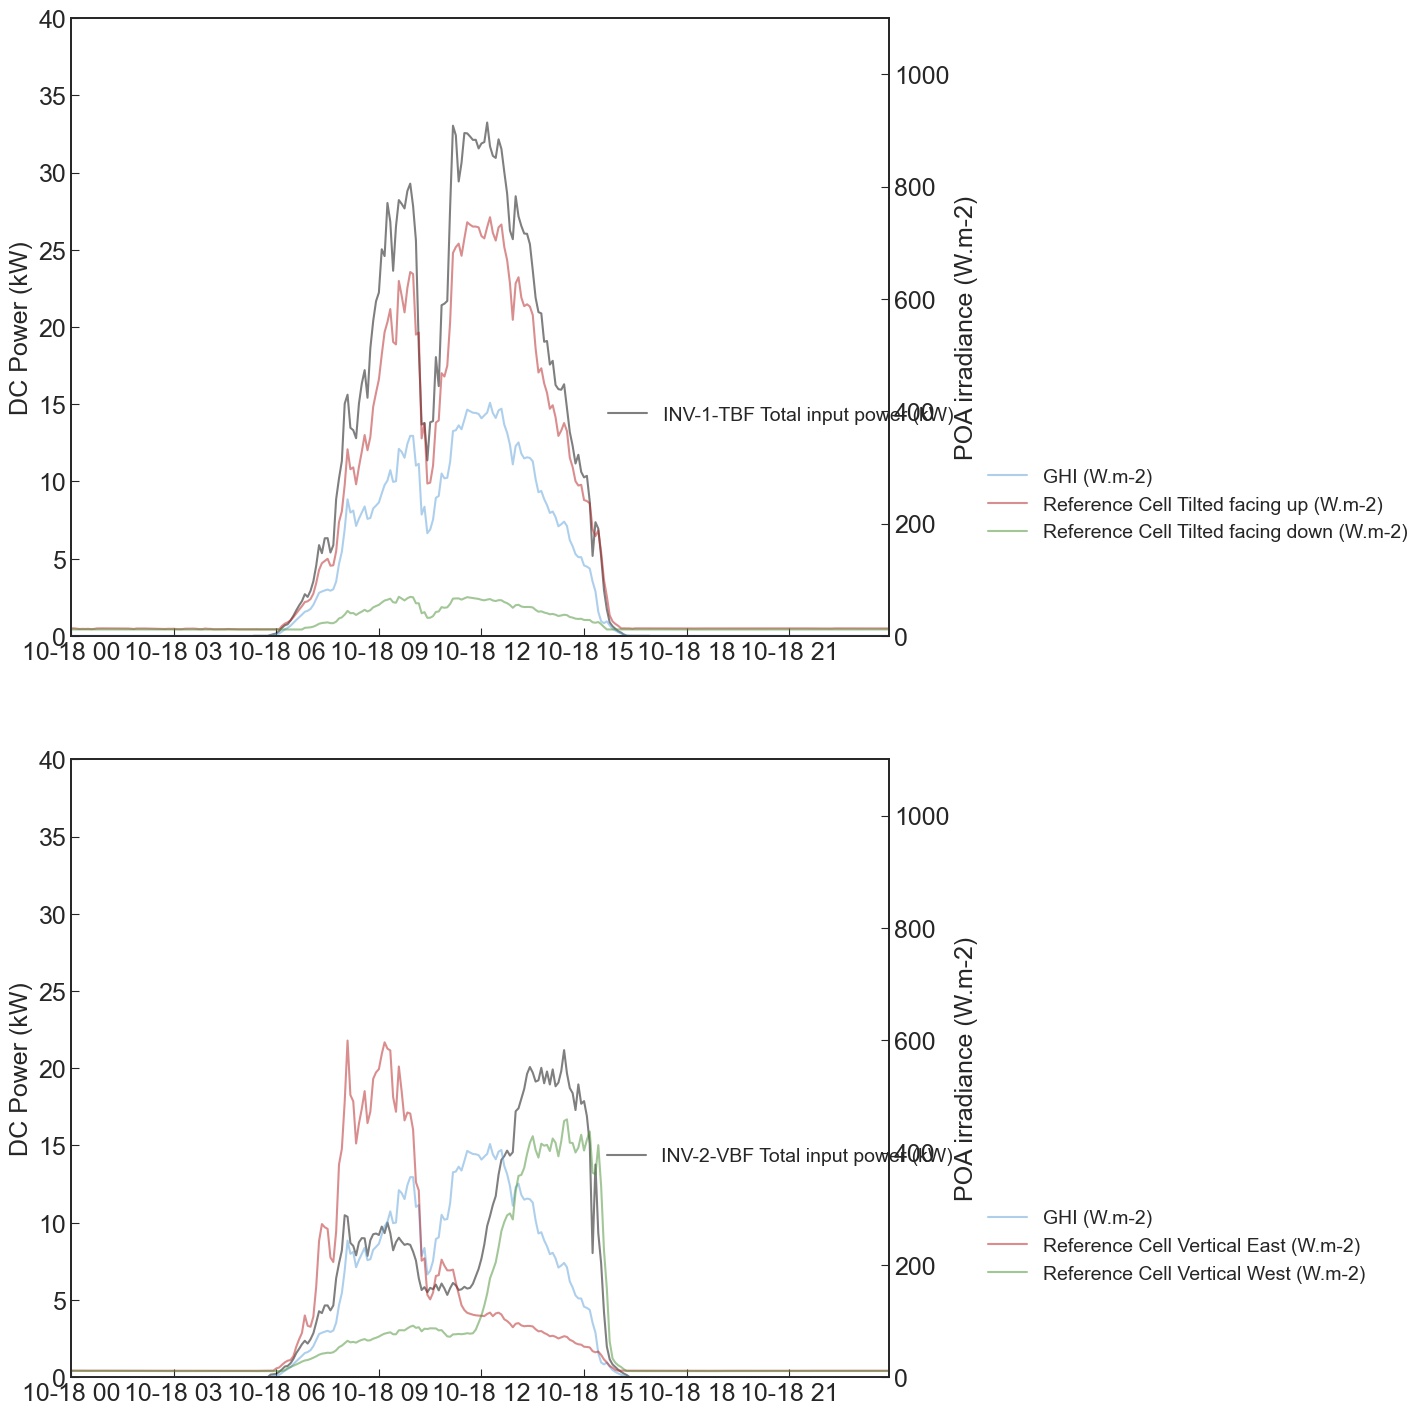 40
35
30
25
20
15
10
5
0
DC Power (kW)
1000
800
600
400
200
0
POA irradiance (W.m-2)
INV-1-TBF Total input power (kW)
GHI (W.m-2)
Reference Cell Tilted facing up (W.m-2)
Reference Cell Tilted facing down (W.m-2)
10-18 00 10-18 03 10-18 06 10-18 09 10-18 12 10-18 15 10-18 18 10-18 21
40
35
30
25
20
15
10
5
0
DC Power (kW)
1000
800
600
400
200
0
POA irradiance (W.m-2)
INV-2-VBF Total input power (kW)
GHI (W.m-2)
Reference Cell Vertical East (W.m-2)
Reference Cell Vertical West (W.m-2)
10-18 00 10-18 03 10-18 06 10-18 09 10-18 12 10-18 15 10-18 18 10-18 21